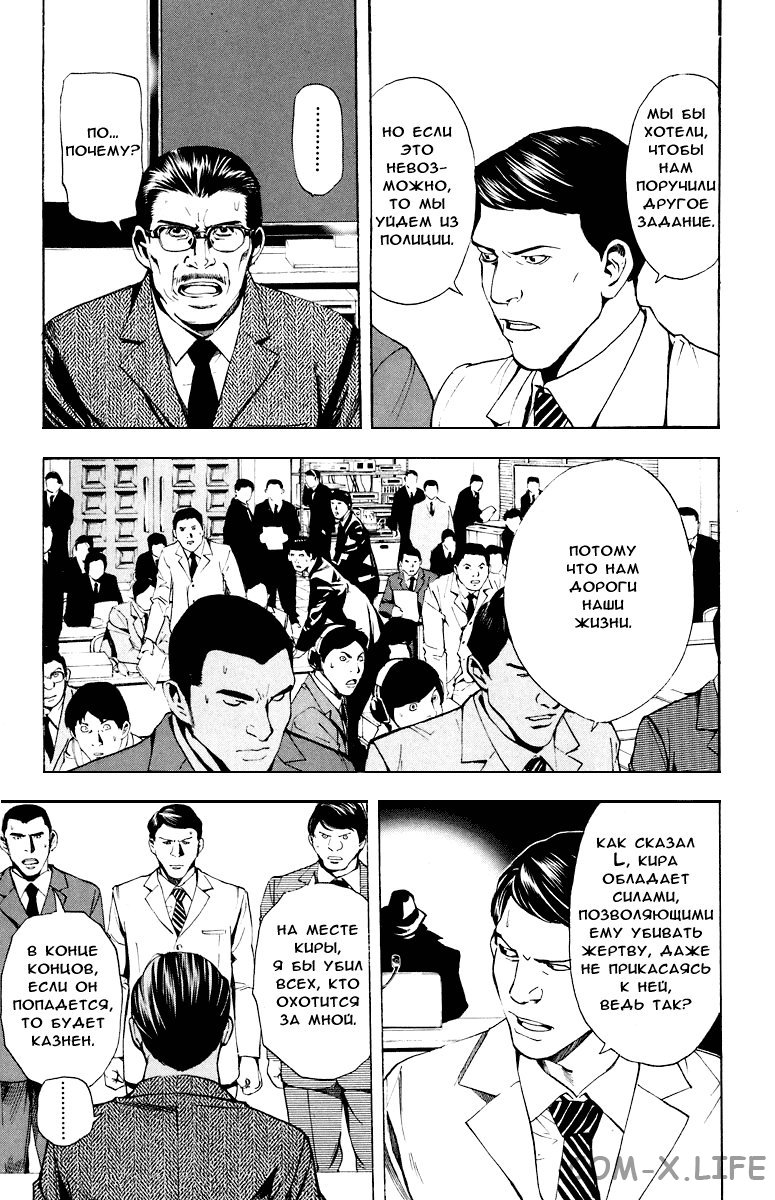 МЫ БЫ
ХОТЕЛИ,
ЧТОБЫ
НАМ
ПОРУЧИЛИ
ДРУГОЕ
ЗАДАНИЕ.
НО ЕСЛИ
ЭТО
НЕВОЗ-
МОЖНО,
ТО МЫ
УЙДЕМ ИЗ
ПОЛИЦИИ.
.........
ПО...
ПОЧЕМУ?
ПОТОМУ
ЧТО НАМ
ДОРОГИ
НАШИ
ЖИЗНИ.
КАК СКАЗАЛ
L, КИРА
ОБЛАДАЕТ
СИЛАМИ,
ПОЗВОЛЯЮЩИМИ
ЕМУ УБИВАТЬ
ЖЕРТВУ, ДАЖЕ
НЕ ПРИКАСАЯСЬ
К НЕЙ,
ВЕДЬ ТАК?
НА МЕСТЕ
КИРЫ,
Я БЫ УБИЛ
ВСЕХ, КТО
ОХОТИТСЯ
ЗА МНОЙ.
В КОНЦЕ
КОНЦОВ,
ЕСЛИ ОН
ПОПАДЕТСЯ,
ТО БУДЕТ
КАЗНЕН.
.........
COM-X.LIFE